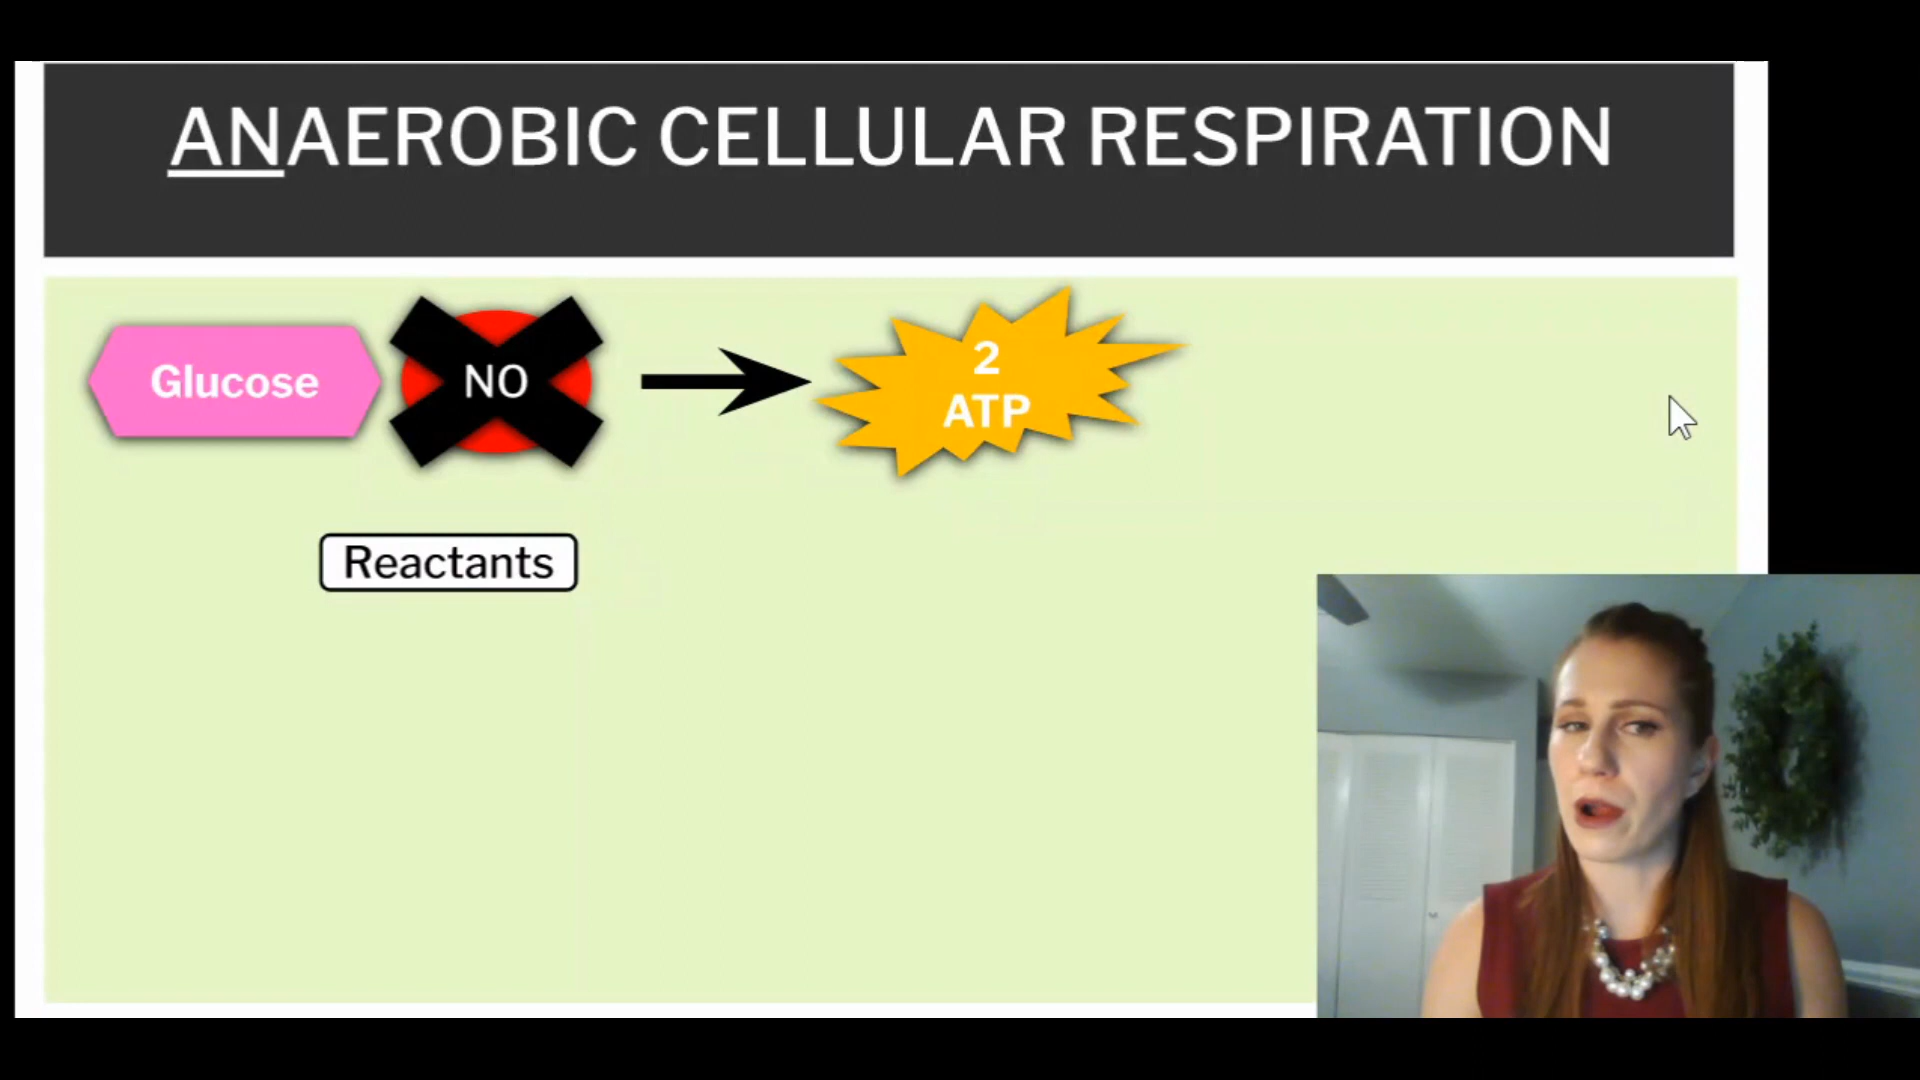 ANAEROBIC CELLULAR RESPIRATION
Glucose
NO
2
ATP
Reactants